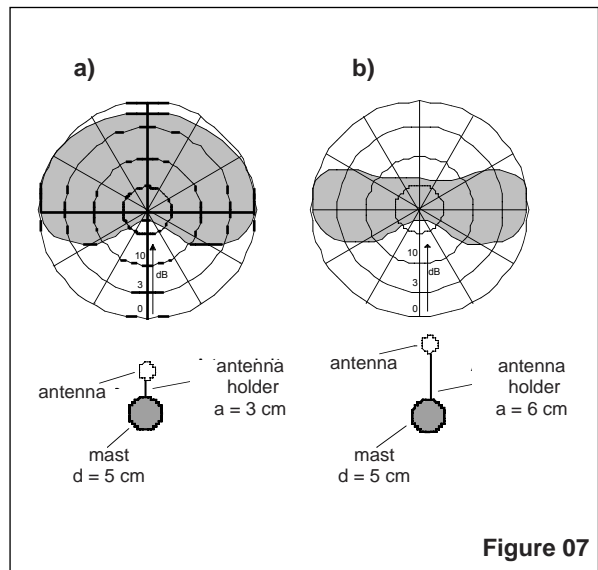 a)
b)
10
dB
3
0
10
dB
3
0
antenna
antenna
holder
a = 3 cm
mast
d = 5 cm
antenna
antenna
holder
a = 6 cm
mast
d = 5 cm
Figure 07